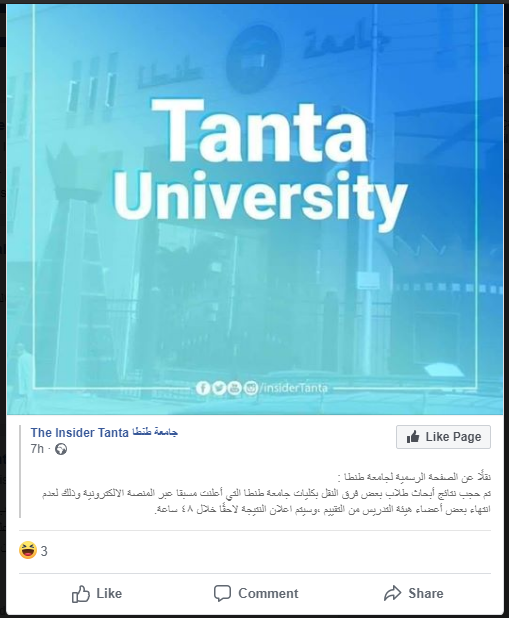 جامعة طنطا
Tanta
University
/insiderTanta
The Insider Tanta جامعة طنطا
7h ·
Like Page
نقلًا عن الصفحة الرسمية لجامعة طنطا :
تم حجب نتائج أبحاث طلاب بعض فرق النقل بكليات جامعة طنطا التي أعلنت مسبقا عبر المنصة الالكترونية وذلك لعدم
انتهاء بعض أعضاء هيئة التدريس من التقييم ،وسيتم اعلان النتيجة لاحقًا خلال ٤٨ ساعة.
3
Like
Comment
Share